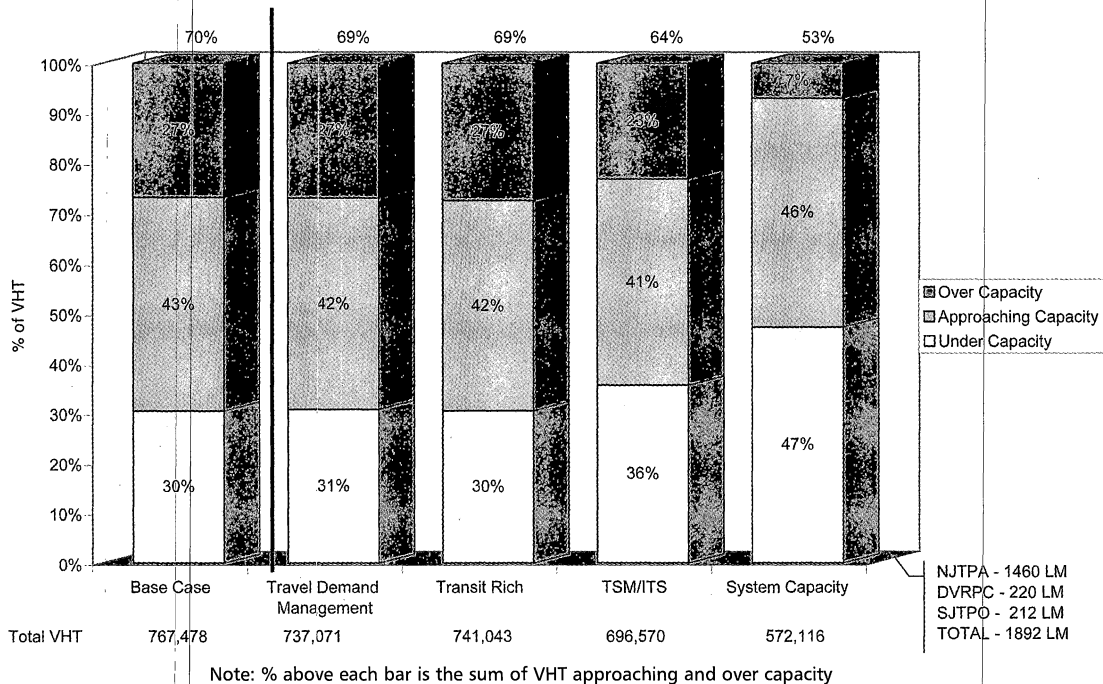 70% 69% 69% 64% 53%
100%
90%
80%
70%
60%
50%
40%
30%
20%
10%
0%
% of VHT
27% 27% 27% 23% 7%
43% 42% 42% 41% 46%
30% 31% 30% 36% 47%
Over Capacity
Approaching Capacity
Under Capacity
Base Case Travel Demand Transit Rich TSM/ITS System Capacity
Management
Total VHT 767,478 737,071 741,043 696,570 572,116
NJTPA - 1460 LM
DVRPC - 220 LM
SJTPO - 212 LM
TOTAL - 1892 LM
Note: % above each bar is the sum of VHT approaching and over capacity